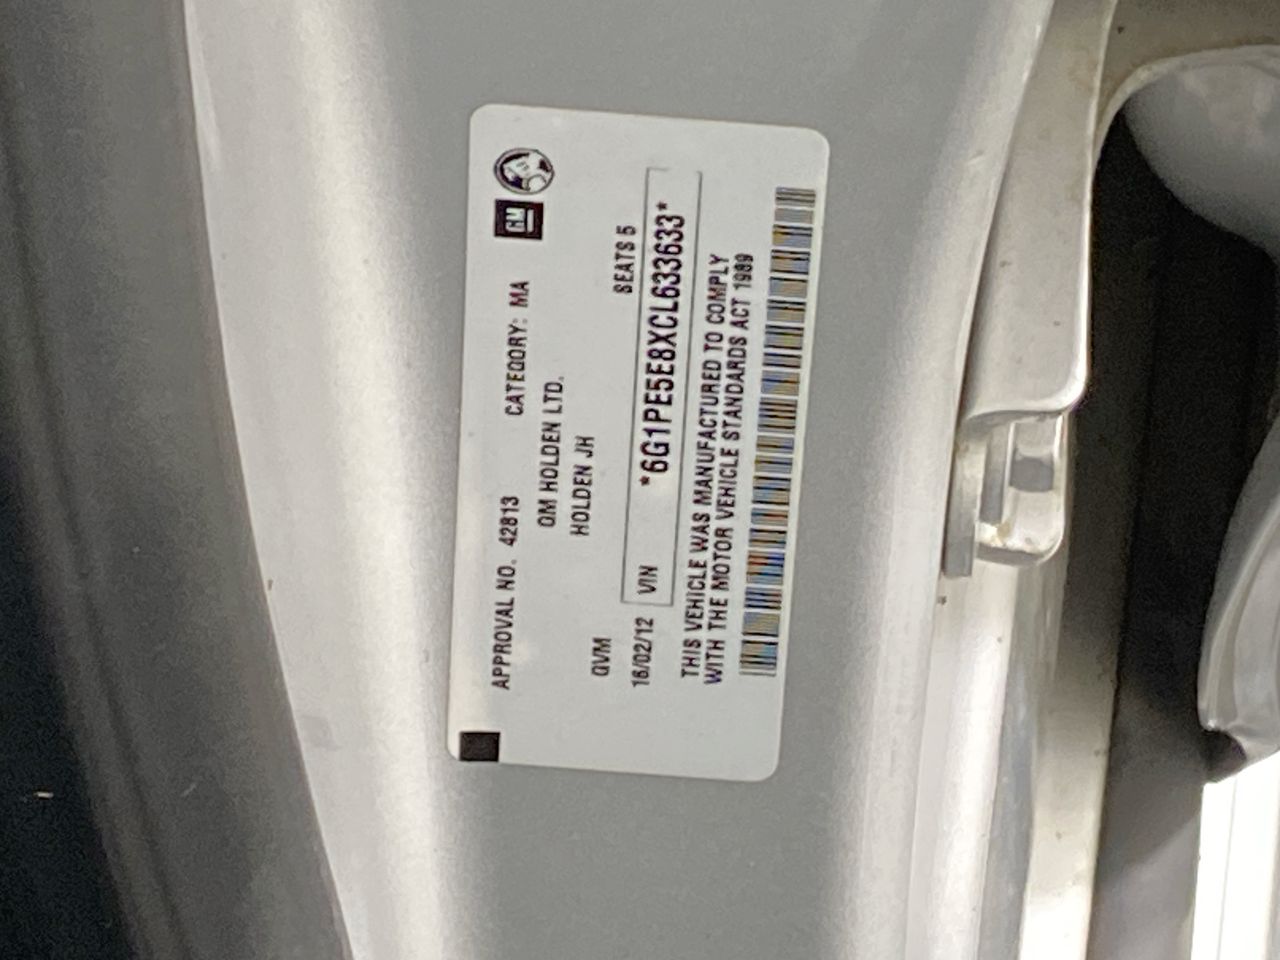 APPROVAL NO. 42813 CATEGORY: MA GM
GM HOLDEN LTD.
HOLDEN JH
GVM SEATS 5
16/02/12 VIN *6G1PE5E8XCL633633*
THIS VEHICLE WAS MANUFACTURED TO COMPLY
WITH THE MOTOR VEHICLE STANDARDS ACT 1989